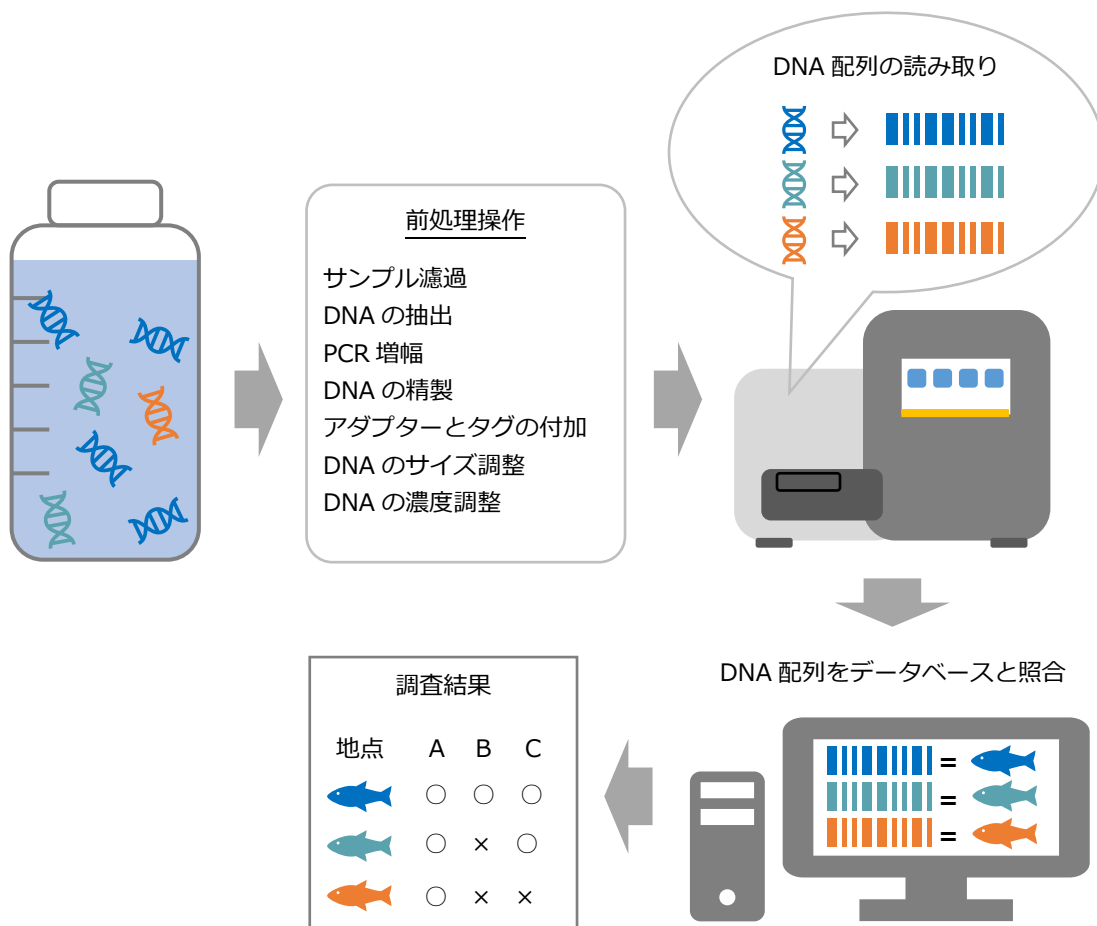 DNA 配列の読み取り
前処理操作
サンプル濾過
DNA の抽出
PCR 増幅
DNA の精製
アダプターとタグの付加
DNA のサイズ調整
DNA の濃度調整
DNA 配列をデータベースと照合
=
=
=
調査結果
地点 A B C
○ ○ ○
○ × ○
○ × ×